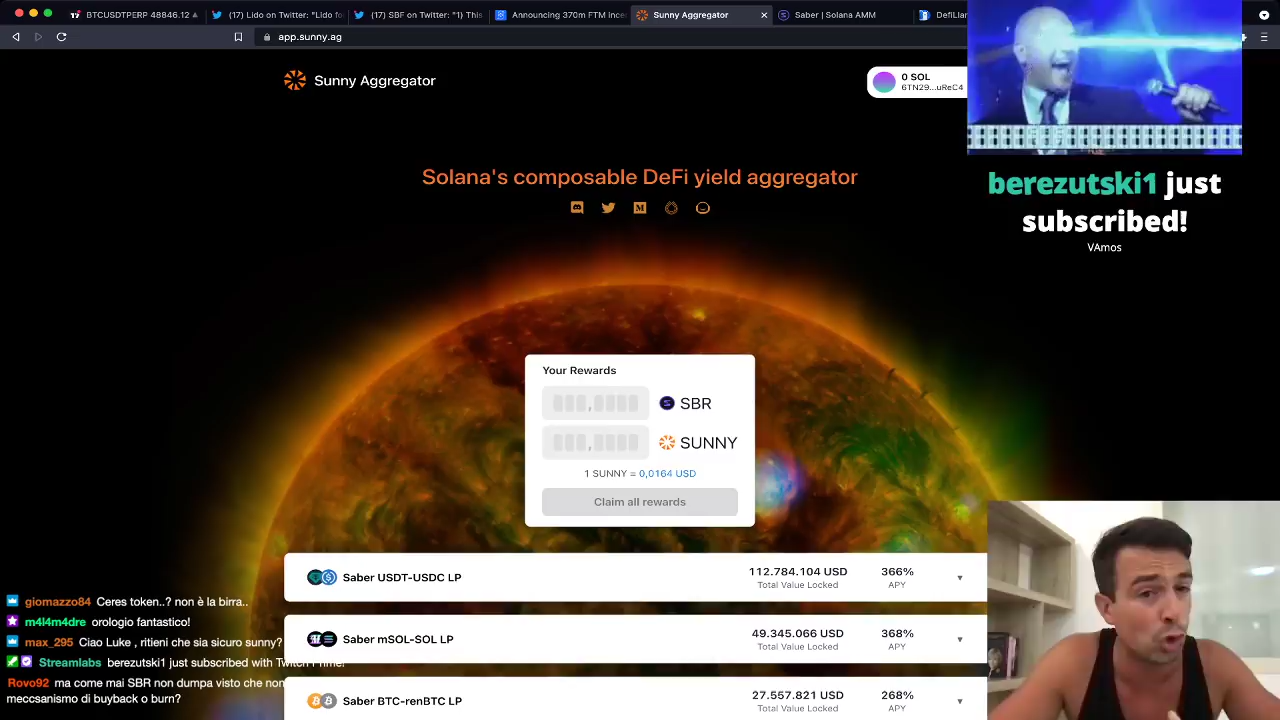 BTCUSDTPERP 48846.12
(17) Lido on Twitter: "Lido fo
(17) SBF on Twitter: "1) This
Announcing 370m FTM Ince
Sunny Aggregator
Saber | Solana AMM
DefiLlan
app.sunny.ag
Sunny Aggregator
0 SOL
6TN29...uReC4
berezutski1 just
subscribed!
VAmos
Solana's composable DeFi yield aggregator
Your Rewards
SBR
SUNNY
1 SUNNY = 0,0164 USD
Claim all rewards
Saber USDT-USDC LP
112.784.104 USD
Total Value Locked
366%
APY
Saber mSOL-SOL LP
49.345.066 USD
Total Value Locked
368%
APY
Saber BTC-renBTC LP
27.557.821 USD
Total Value Locked
268%
APY
giomazzo84 Ceres token..? non è la birra..
m4l4m4dre orologio fantastico!
max_295 Ciao Luke , ritieni che sia sicuro sunny?
Streamlabs berezutski1 just subscribed with Twitch Prime!
Rovo92 ma come mai SBR non dumpa visto che non
meccsanismo di buyback o burn?